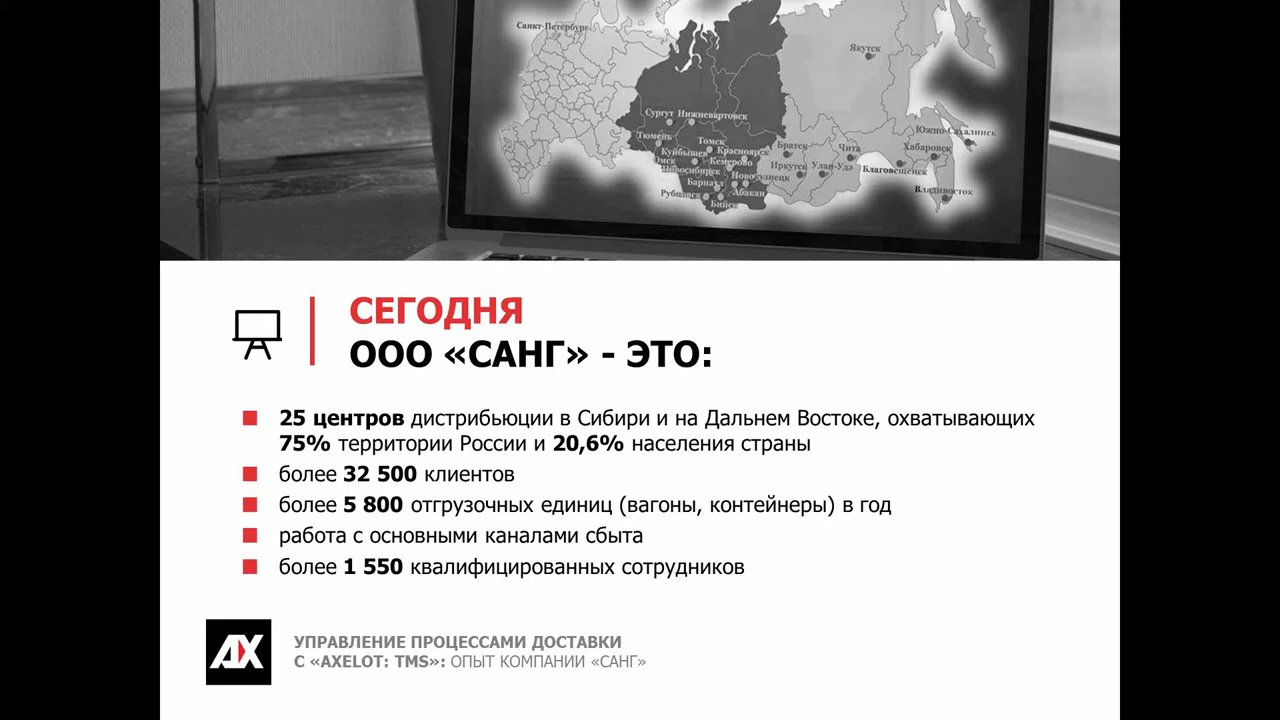 Санкт-Петербург
Якутск
Сургут Нижневартовск
Южно-Сахалинск
Тюмень
Томск
Братск
Чита
Хабаровск
Куйбышев
Красноярск
Омск
Кемерово
Иркутск
Улан-Удэ
Благовещенск
Новосибирск
Барнаул
Новокузнецк
Владивосток
Рубцовск
Абакан
Бийск
СЕГОДНЯ
ООО «САНГ» - ЭТО:
25 центров дистрибьюции в Сибири и на Дальнем Востоке, охватывающих
75% территории России и 20,6% населения страны
более 32 500 клиентов
более 5 800 отгрузочных единиц (вагоны, контейнеры) в год
работа с основными каналами сбыта
более 1 550 квалифицированных сотрудников
AX
УПРАВЛЕНИЕ ПРОЦЕССАМИ ДОСТАВКИ
С «AXELOT: TMS»: ОПЫТ КОМПАНИИ «САНГ»